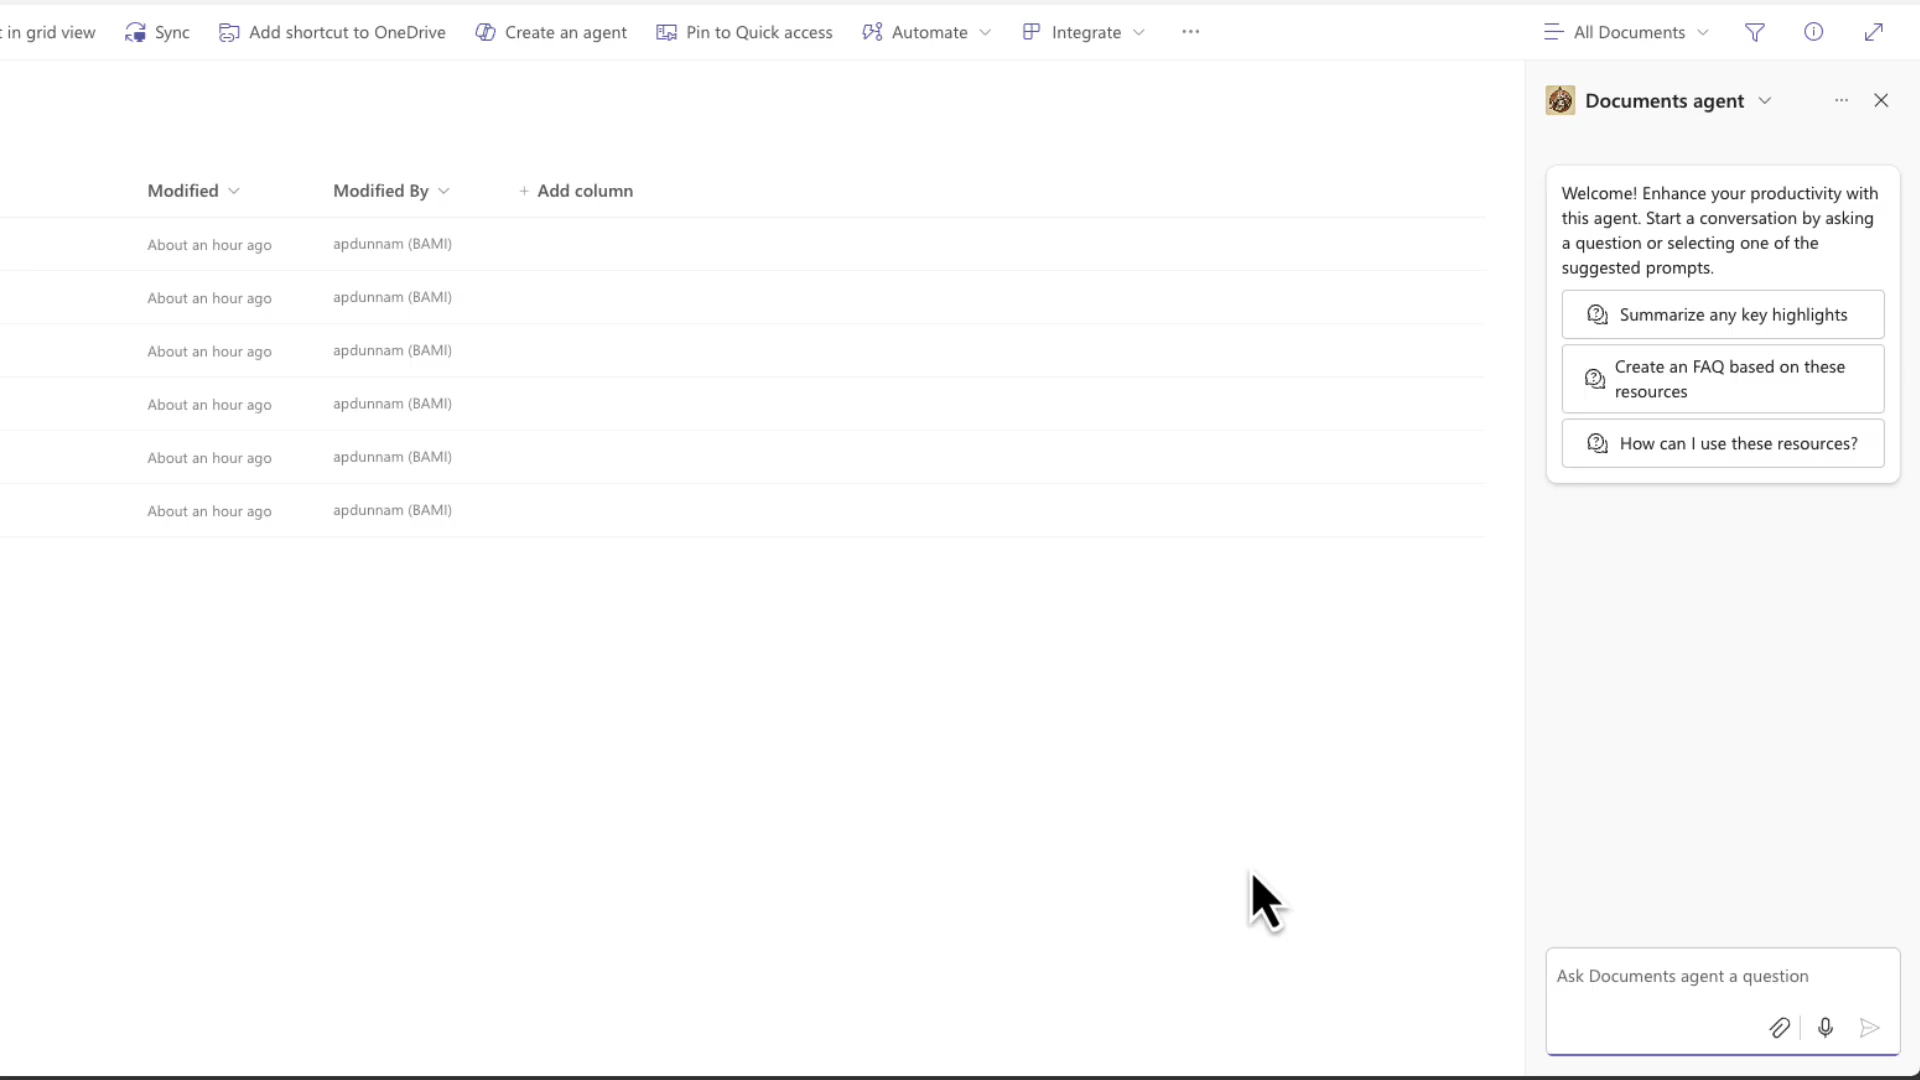 in grid view Sync Add shortcut to OneDrive Create an agent Pin to Quick access Automate Integrate ... All Documents
Documents agent ...
Modified Modified By + Add column
About an hour ago apdunnam (BAMI)
About an hour ago apdunnam (BAMI)
About an hour ago apdunnam (BAMI)
About an hour ago apdunnam (BAMI)
About an hour ago apdunnam (BAMI)
About an hour ago apdunnam (BAMI)
Welcome! Enhance your productivity with
this agent. Start a conversation by asking
a question or selecting one of the
suggested prompts.
Summarize any key highlights
Create an FAQ based on these
resources
How can I use these resources?
Ask Documents agent a question